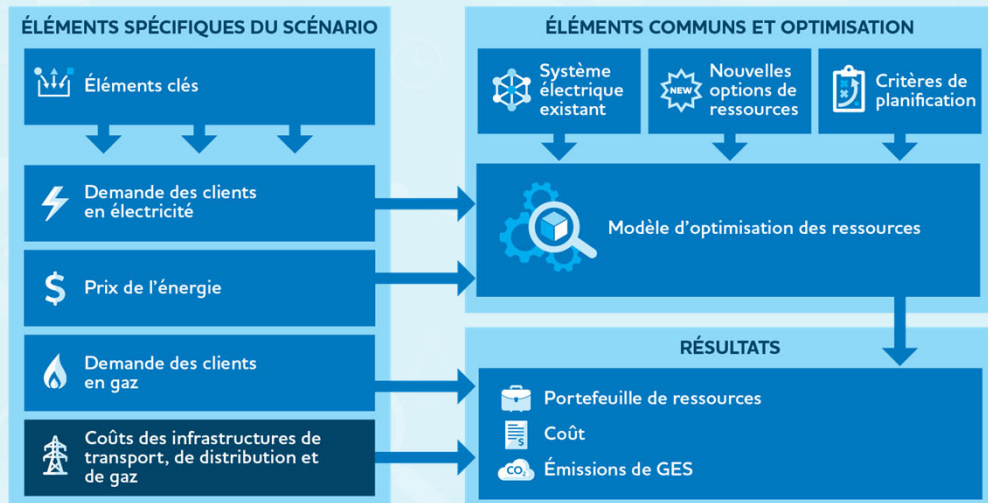 ÉLÉMENTS SPÉCIFIQUES DU SCÉNARIO
Éléments clés
Demande des clients
en électricité
$
Prix de l'énergie
Demande des clients
en gaz
Coûts des infrastructures de
transport, de distribution et
de gaz
ÉLÉMENTS COMMUNS ET OPTIMISATION
Système
électrique
existant
NEW
Nouvelles
options de
ressources
Critères de
planification
Modèle d'optimisation des ressources
RÉSULTATS
Portefeuille de ressources
$
Coût
CO₂
Émissions de GES